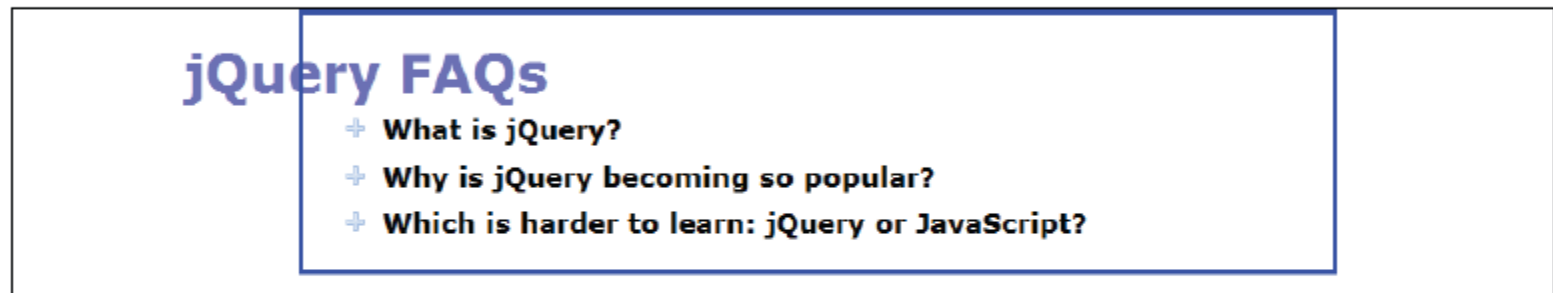 jQuery FAQs
What is jQuery?
Why is jQuery becoming so popular?
Which is harder to learn: jQuery or JavaScript?